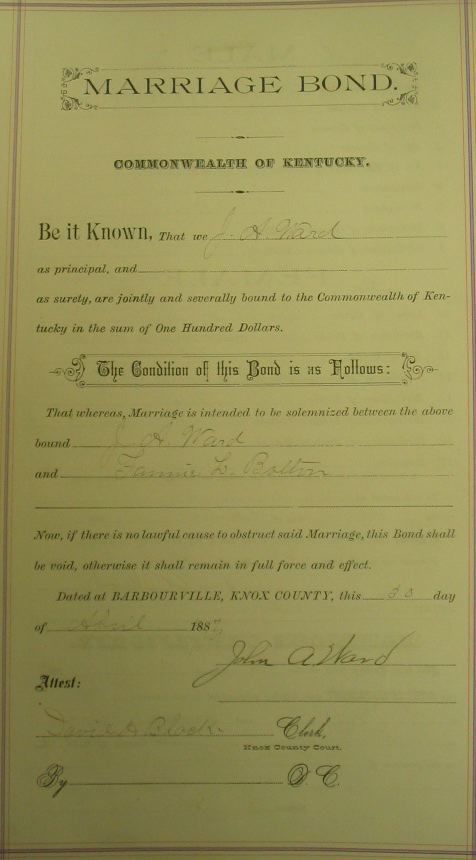 MARRIAGE BOND.
COMMONWEALTH OF KENTUCKY.
Be it Known, That we J. A. Ward
as principal, and
as surety, are jointly and severally bound to the Commonwealth of Ken-
tucky in the sum of One Hundred Dollars.
The Condition of this Bond is as Follows:
That whereas, Marriage is intended to be solemnized between the above
bound J. A. Ward
and Fannie L. Bolton
Now, if there is no lawful cause to obstruct said Marriage, this Bond shall
be void, otherwise it shall remain in full force and effect.
Dated at BARBOURVILLE, KNOX COUNTY, this 30 day
of April 1887,
John A Ward
Attest:
David Black Clerk,
Knox County Court.
By D. C.